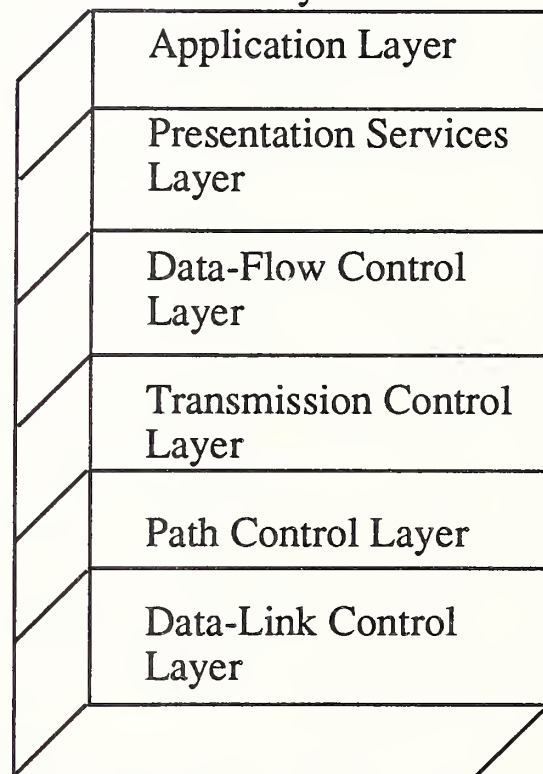 Application Layer
Presentation Services
Layer
Data-Flow Control
Layer
Transmission Control
Layer
Path Control Layer
Data-Link Control
Layer